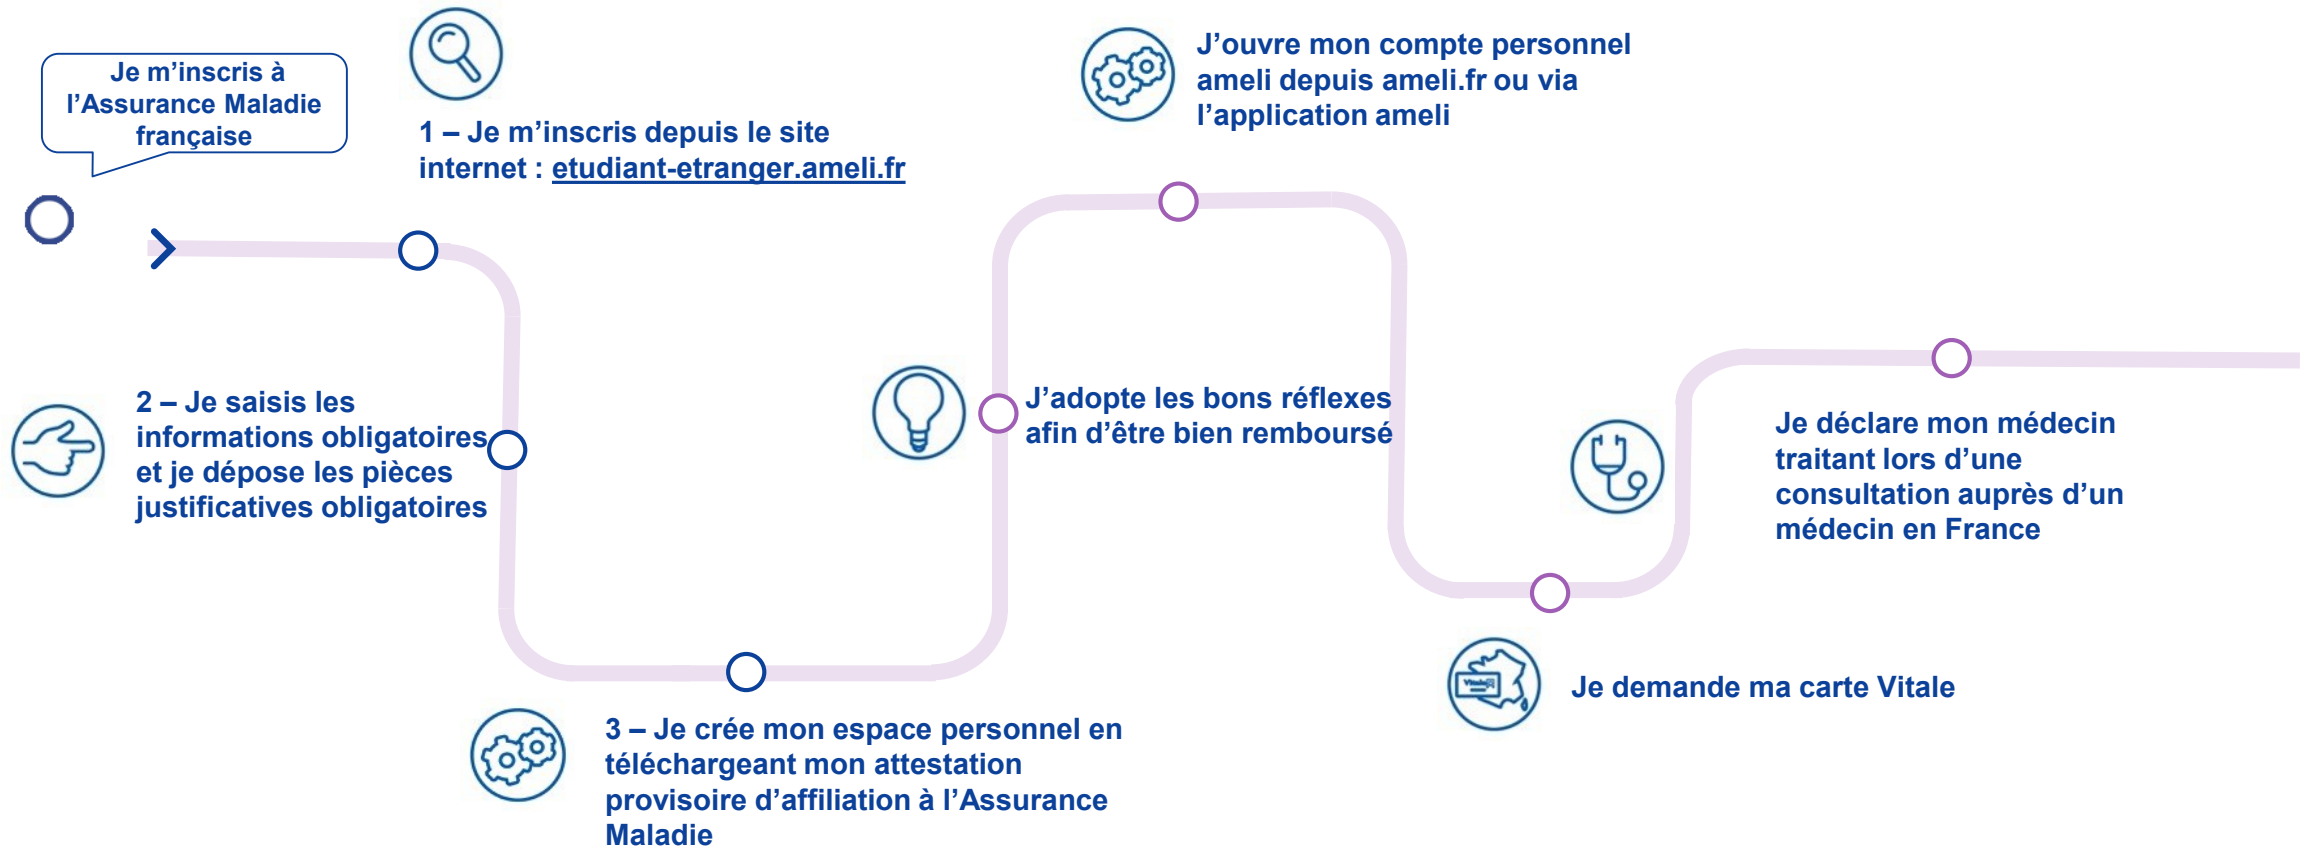 Je m’inscris à
l’Assurance Maladie
française
1 – Je m’inscris depuis le site
internet : etudiant-etranger.ameli.fr
2 – Je saisis les
informations obligatoires
et je dépose les pièces
justificatives obligatoires
3 – Je crée mon espace personnel en
téléchargeant mon attestation
provisoire d’affiliation à l’Assurance
Maladie
J’adopte les bons réflexes
afin d’être bien remboursé
J’ouvre mon compte personnel
ameli depuis ameli.fr ou via
l’application ameli
Vitale
Je demande ma carte Vitale
Je déclare mon médecin
traitant lors d’une
consultation auprès d’un
médecin en France